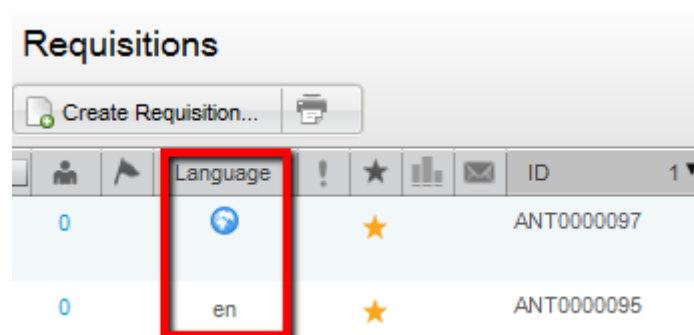 Requisitions
Create Requisition...
Language ID 1
0 ANT0000097
0 en ANT0000095